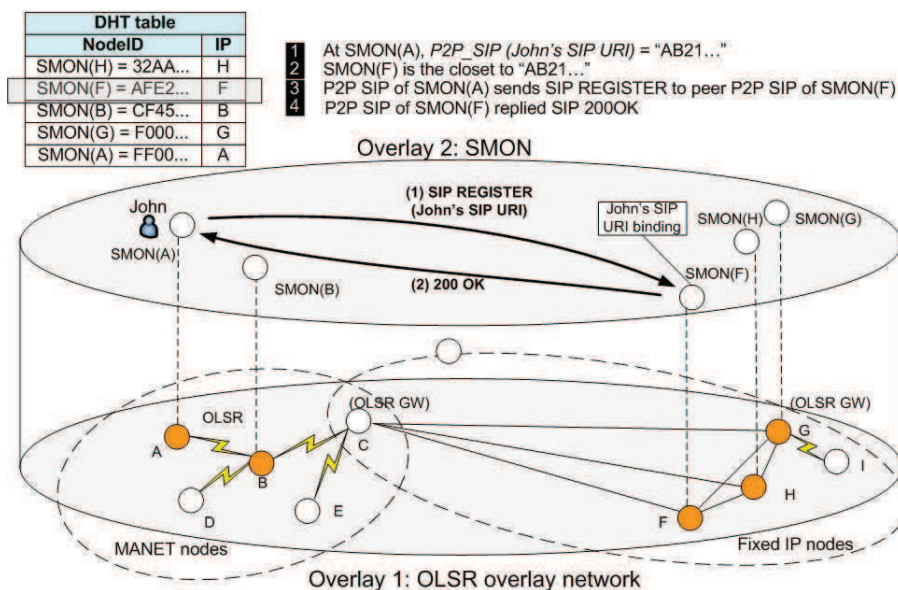 DHT table
NodeID IP
SMON(H) = 32AA... H
SMON(F) = AFE2... F
SMON(B) = CF45... B
SMON(G) = F000... G
SMON(A) = FF00... A
1 At SMON(A), P2P_SIP (John's SIP URI) = “AB21...”
2 SMON(F) is the closet to “AB21...”
3 P2P SIP of SMON(A) sends SIP REGISTER to peer P2P SIP of SMON(F)
4 P2P SIP of SMON(F) replied SIP 200OK
Overlay 2: SMON
John
(1) SIP REGISTER
(John's SIP URI)
John's SIP
URI binding
SMON(H)
SMON(G)
SMON(A)
SMON(B)
(2) 200 OK
SMON(F)
OLSR
(OLSR GW)
(OLSR GW)
A
B
C
G
I
H
D
E
F
MANET nodes
Fixed IP nodes
Overlay 1: OLSR overlay network